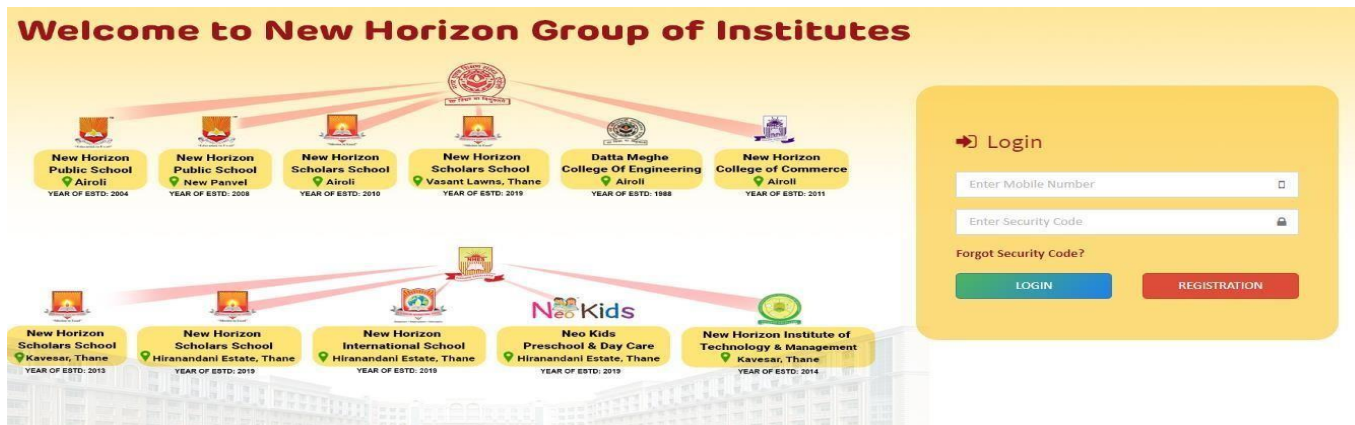 Welcome to New Horizon Group of Institutes
New Horizon
Public School
Airoli
YEAR OF ESTD: 2004
New Horizon
Public School
New Panvel
YEAR OF ESTD: 2008
New Horizon
Scholars School
Airoli
YEAR OF ESTD: 2010
New Horizon
Scholars School
Vasant Lawns, Thane
YEAR OF ESTD: 2019
Datta Meghe
College Of Engineering
Airoli
YEAR OF ESTD: 1988
New Horizon
College of Commerce
Airoli
YEAR OF ESTD: 2011
NHES
Neo Kids
New Horizon
Scholars School
Kavesar, Thane
YEAR OF ESTD: 2013
New Horizon
Scholars School
Hiranandani Estate, Thane
YEAR OF ESTD: 2019
New Horizon
International School
Hiranandani Estate, Thane
YEAR OF ESTD: 2019
Neo Kids
Preschool & Day Care
Hiranandani Estate, Thane
YEAR OF ESTD: 2019
New Horizon Institute of
Technology & Management
Kavesar, Thane
YEAR OF ESTD: 2014
Login
Enter Mobile Number
Enter Security Code
Forgot Security Code?
LOGIN
REGISTRATION